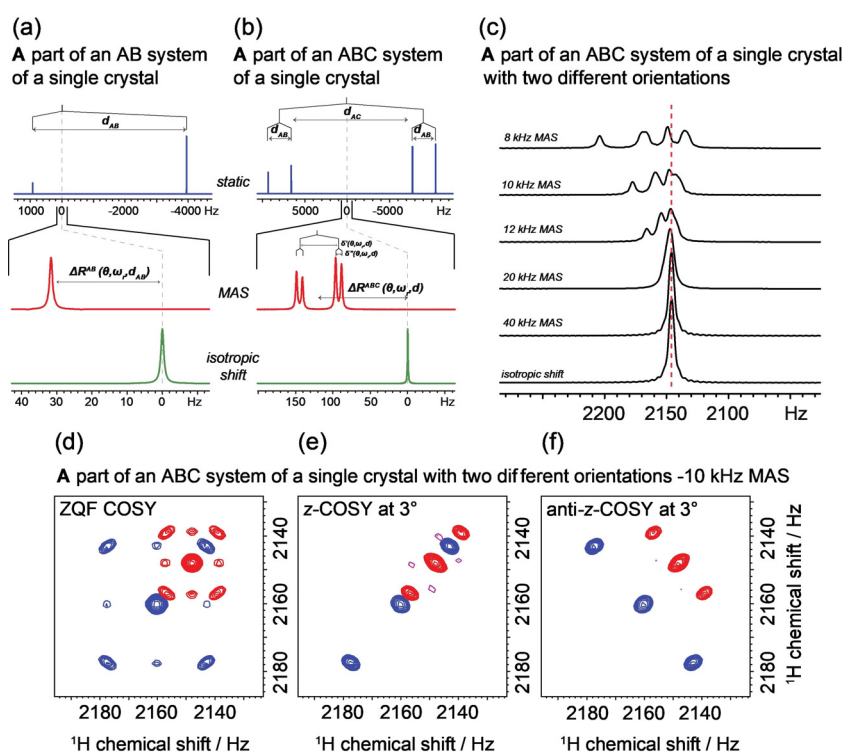 (a)
A part of an AB system
of a single crystal
d_AB
static
1000 0 -2000 -4000 Hz
ΔR^AB(θ,ω_r,d_AB)
MAS
isotropic
shift
40 20 0 Hz
(b)
A part of an ABC system
of a single crystal
d_AC
d_AB d_AB
5000 0 -5000 Hz
δ'(θ,ω_r,d)
δ''(θ,ω_r,d)
ΔR^ABC(θ,ω_r,d)
150 100 50 0 Hz
(c)
A part of an ABC system of a single crystal
with two different orientations
8 kHz MAS
10 kHz MAS
12 kHz MAS
20 kHz MAS
40 kHz MAS
isotropic shift
2200 2150 2100 Hz
(d) (e) (f)
A part of an ABC system of a single crystal with two different orientations -10 kHz MAS
ZQF COSY
2180 2160 2140
¹H chemical shift / Hz
z-COSY at 3°
2140
2160
2180
2180 2160 2140
¹H chemical shift / Hz
anti-z-COSY at 3°
2140
2160
2180
¹H chemical shift / Hz
2180 2160 2140
¹H chemical shift / Hz